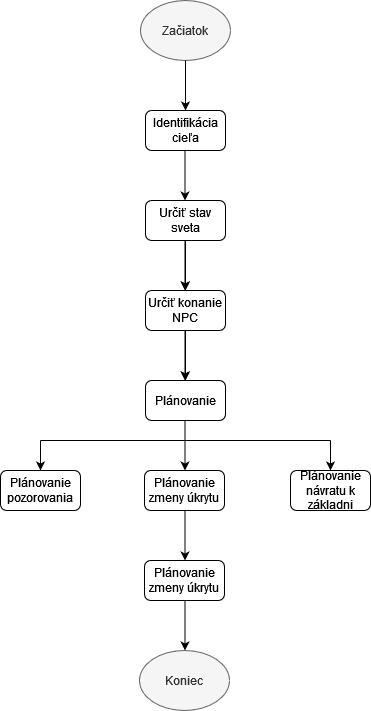 Začiatok
Identifikácia
cieľa
Určiť stav
sveta
Určiť konanie
NPC
Plánovanie
Plánovanie
pozorovania
Plánovanie
zmeny úkrytu
Plánovanie
návratu k
základni
Plánovanie
zmeny úkrytu
Koniec